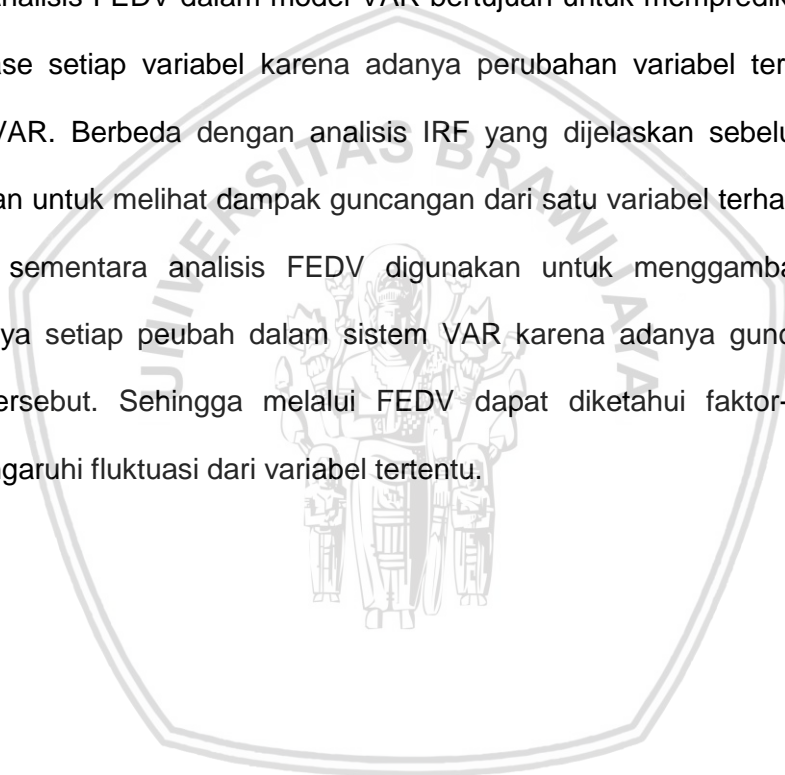 analisis FEDV dalam model VAR bertujuan untuk mempredik
ase setiap variabel karena adanya perubahan variabel ter
VAR. Berbeda dengan analisis IRF yang dijelaskan sebelu
an untuk melihat dampak guncangan dari satu variabel terha
sementara analisis FEDV digunakan untuk menggamba
ya setiap peubah dalam sistem VAR karena adanya gun
ersebut. Sehingga melalui FEDV dapat diketahui faktor-
garuhi fluktuasi dari variabel tertentu.
UNIVERSITAS BRAWIJAYA